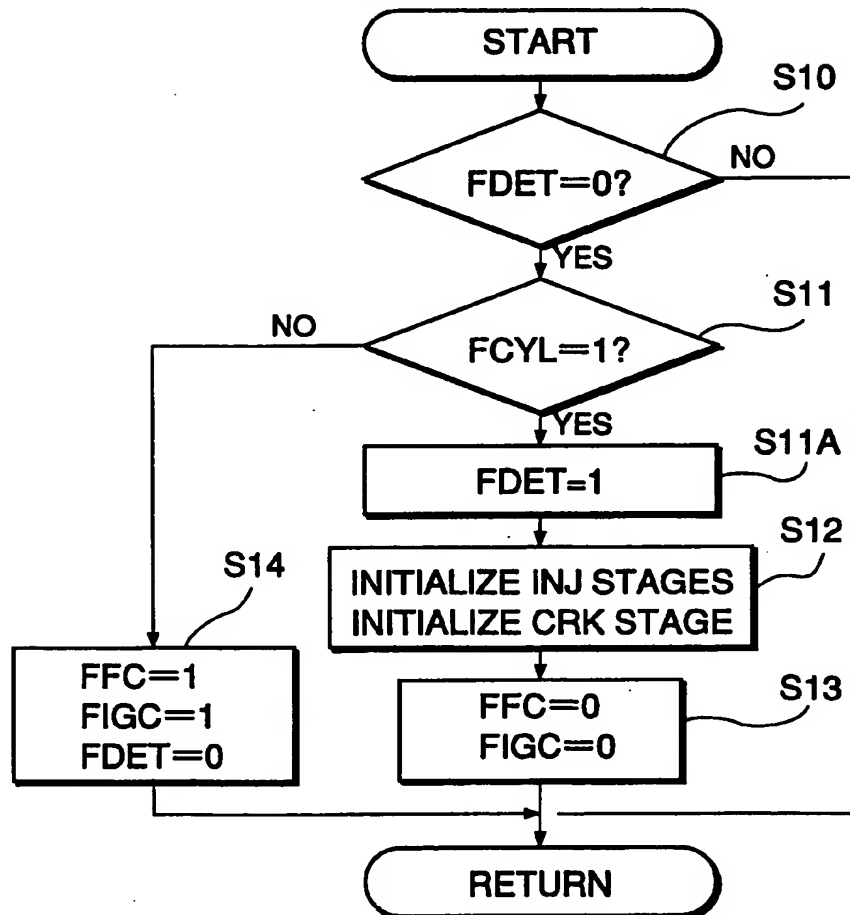 START
S10
FDET=0?
NO
YES
S11
FCYL=1?
NO
YES
S11A
FDET=1
S12
INITIALIZE INJ STAGES
INITIALIZE CRK STAGE
S14
FFC=1
FIGC=1
FDET=0
S13
FFC=0
FIGC=0
RETURN